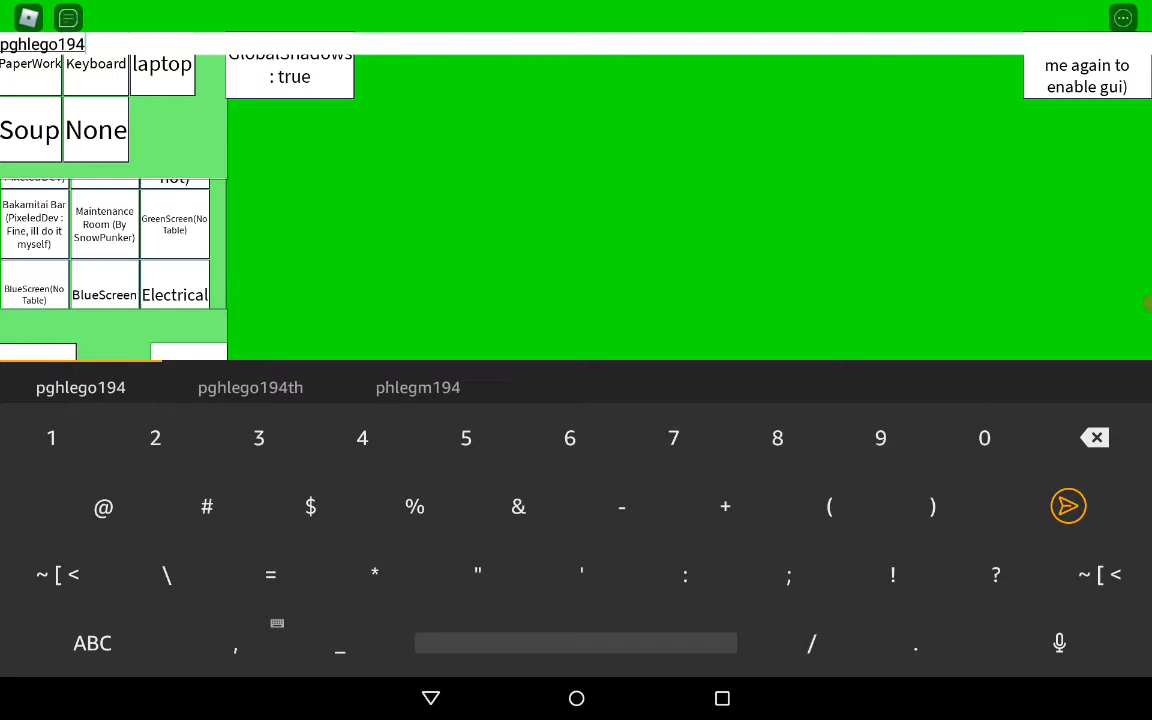 pghlego194
PaperWork Keyboard laptop
GlobalShadows
: true
me again to
enable gui)
Soup None
PixeledDev) not)
Bakamitai Bar
(PixeledDev :
Fine, ill do it
myself)
Maintenance
Room (By
SnowPunker)
GreenScreen(No
Table)
BlueScreen(No
Table)
BlueScreen
Electrical
pghlego194 pghlego194th phlegm194
1 2 3 4 5 6 7 8 9 0
@ # $ % & - + ( )
~ [ < \ = * " ' : ; ! ? ~ [ <
ABC , _ / .